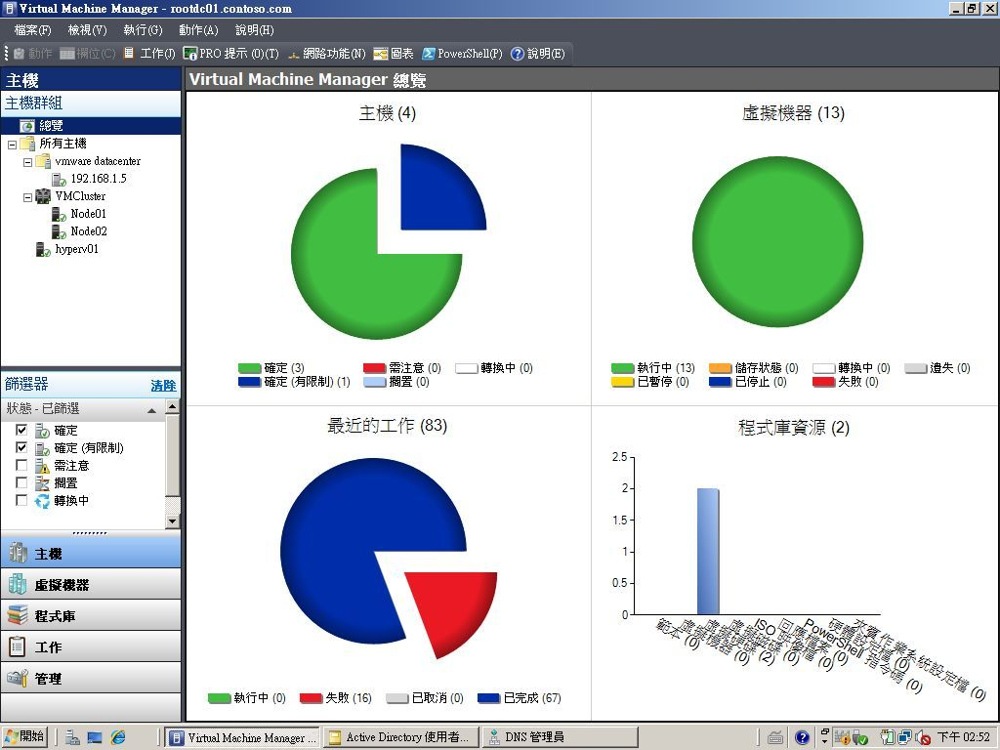 Virtual Machine Manager - rootdc01.contoso.com
檔案(F) 檢視(V) 執行(G) 動作(A) 說明(H)
動作 欄位(C) 工作(J) PRO 提示 (0)(T) 網路功能(N) 圖表 PowerShell(P) 說明(E)
主機
主機群組
總覽
所有主機
vmware datacenter
192.168.1.5
VMCluster
Node01
Node02
hyperv01
篩選器 清除
狀態 - 已篩選
確定
確定 (有限制)
需注意
擱置
轉換中
主機
虛擬機器
程式庫
工作
管理
Virtual Machine Manager 總覽
主機 (4)
確定 (3) 需注意 (0) 轉換中 (0)
確定 (有限制) (1) 擱置 (0)
虛擬機器 (13)
執行中 (13) 儲存狀態 (0) 轉換中 (0) 遺失 (0)
已暫停 (0) 已停止 (0) 失敗 (0)
最近的工作 (83)
執行中 (0) 失敗 (16) 已取消 (0) 已完成 (67)
程式庫資源 (2)
2.5
2
1.5
1
0.5
0
範本 (0)
虛擬機器 (0)
虛擬硬碟 (2)
虛擬磁碟 (0)
ISO 映像檔 (0)
回應檔案 (0)
PowerShell 指令碼 (0)
硬體設定檔 (0)
來賓作業系統設定檔 (0)
開始 Virtual Machine Manager ... Active Directory 使用者... DNS 管理員 下午 02:52